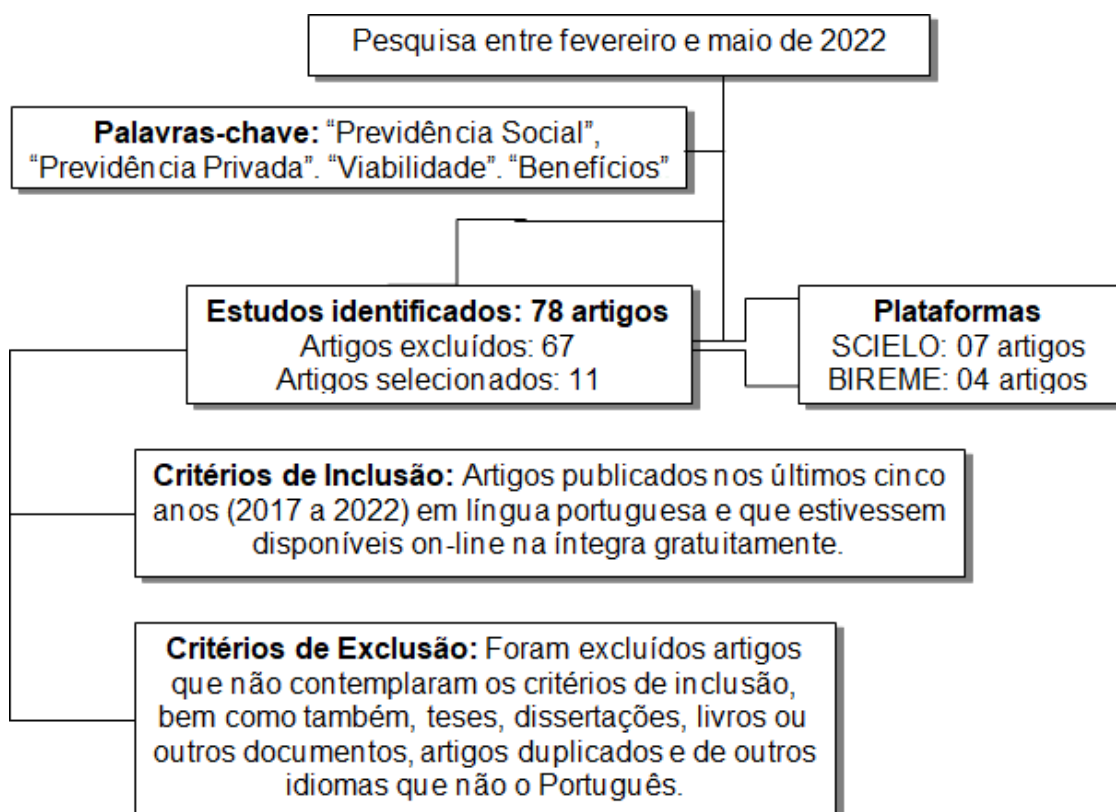 Pesquisa entre fevereiro e maio de 2022
Palavras-chave: “Previdência Social”,
“Previdência Privada”. “Viabilidade”. “Benefícios”
Estudos identificados: 78 artigos
Artigos excluídos: 67
Artigos selecionados: 11
Plataformas
SCIELO: 07 artigos
BIREME: 04 artigos
Critérios de Inclusão: Artigos publicados nos últimos cinco
anos (2017 a 2022) em língua portuguesa e que estivessem
disponíveis on-line na íntegra gratuitamente.
Critérios de Exclusão: Foram excluídos artigos
que não contemplaram os critérios de inclusão,
bem como também, teses, dissertações, livros ou
outros documentos, artigos duplicados e de outros
idiomas que não o Português.